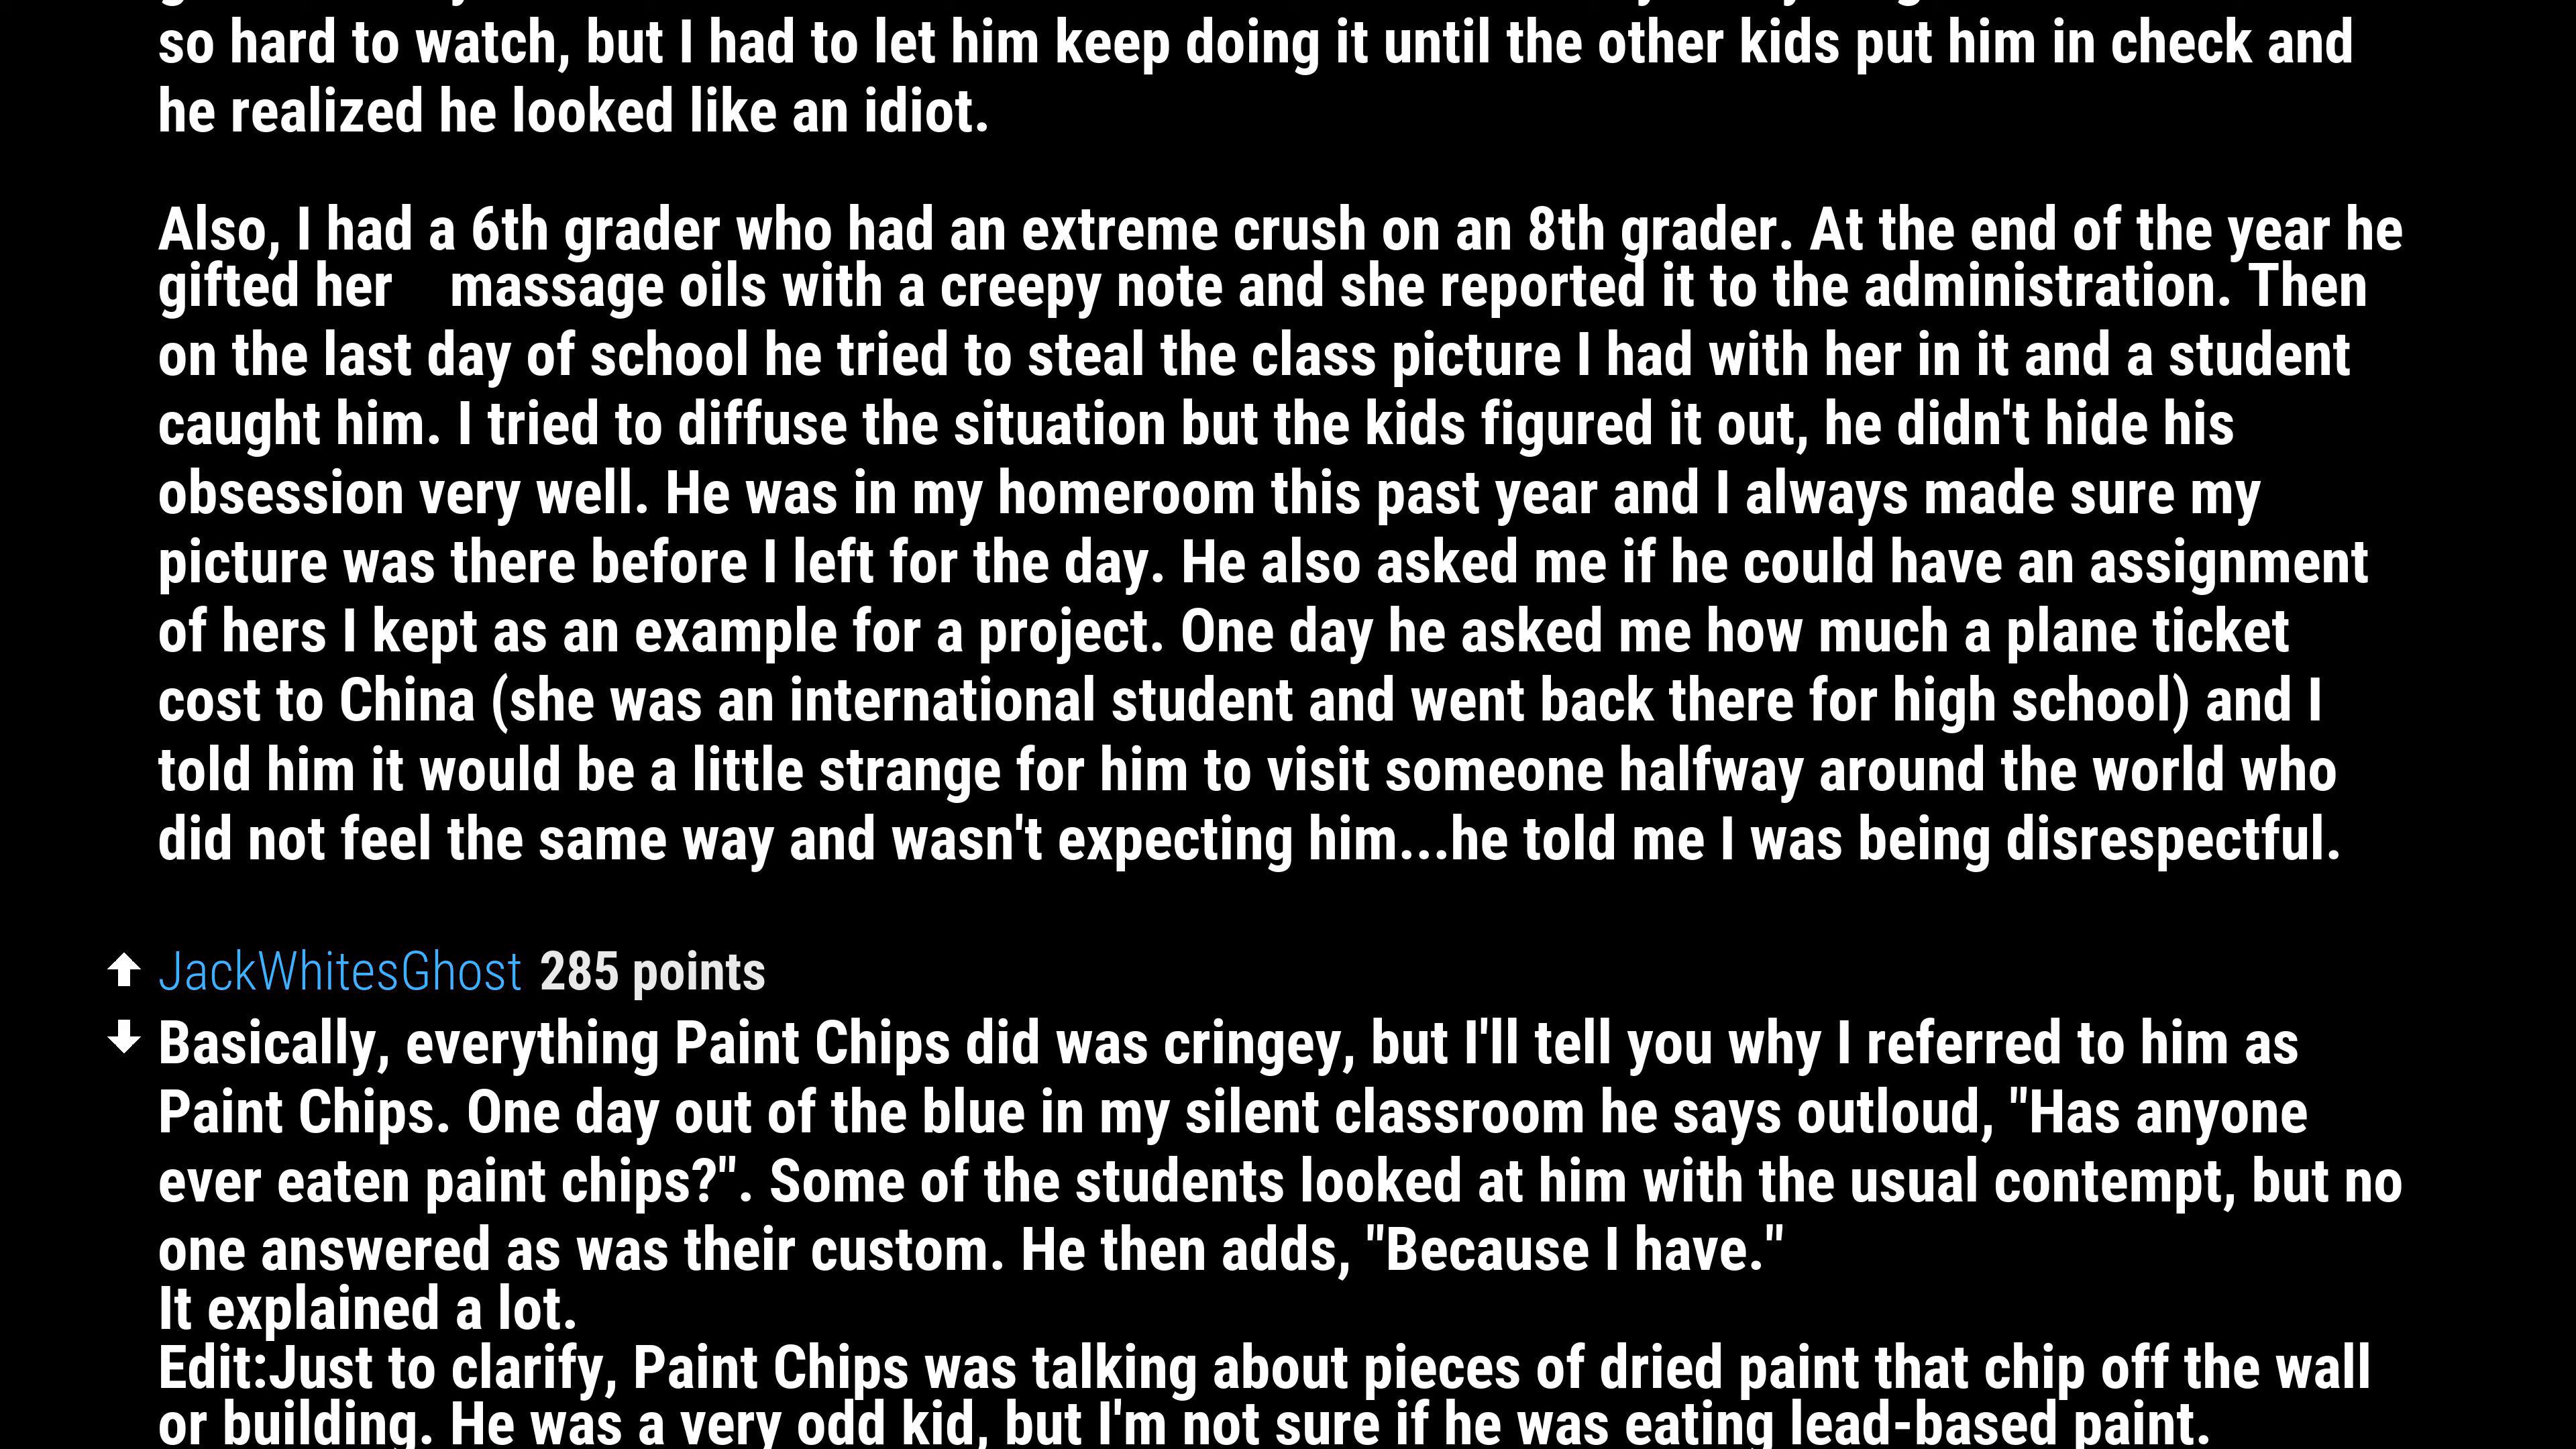 so hard to watch, but I had to let him keep doing it until the other kids put him in check and
he realized he looked like an idiot.
Also, I had a 6th grader who had an extreme crush on an 8th grader. At the end of the year he
gifted her massage oils with a creepy note and she reported it to the administration. Then
on the last day of school he tried to steal the class picture I had with her in it and a student
caught him. I tried to diffuse the situation but the kids figured it out, he didn't hide his
obsession very well. He was in my homeroom this past year and I always made sure my
picture was there before I left for the day. He also asked me if he could have an assignment
of hers I kept as an example for a project. One day he asked me how much a plane ticket
cost to China (she was an international student and went back there for high school) and I
told him it would be a little strange for him to visit someone halfway around the world who
did not feel the same way and wasn't expecting him...he told me I was being disrespectful.
JackWhitesGhost 285 points
Basically, everything Paint Chips did was cringey, but I'll tell you why I referred to him as
Paint Chips. One day out of the blue in my silent classroom he says outloud, "Has anyone
ever eaten paint chips?". Some of the students looked at him with the usual contempt, but no
one answered as was their custom. He then adds, "Because I have."
It explained a lot.
Edit:Just to clarify, Paint Chips was talking about pieces of dried paint that chip off the wall
or building. He was a very odd kid, but I'm not sure if he was eating lead-based paint.